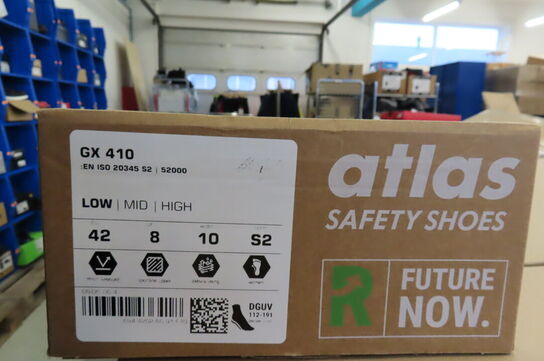 GX 410
:EN ISO 20345 S2 | 52000
LOW | MID | HIGH
42 8 10 S2
DGUV
112-191
atlas
SAFETY SHOES
R
FUTURE
NOW.